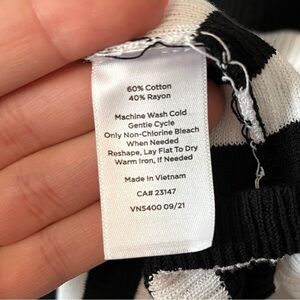 60% Cotton
40% Rayon
Machine Wash Cold
Gentle Cycle
Only Non-Chlorine Bleach
When Needed
Reshape, Lay Flat To Dry
Warm Iron, If Needed
Made in Vietnam
CA# 23147
VN5400 09/21